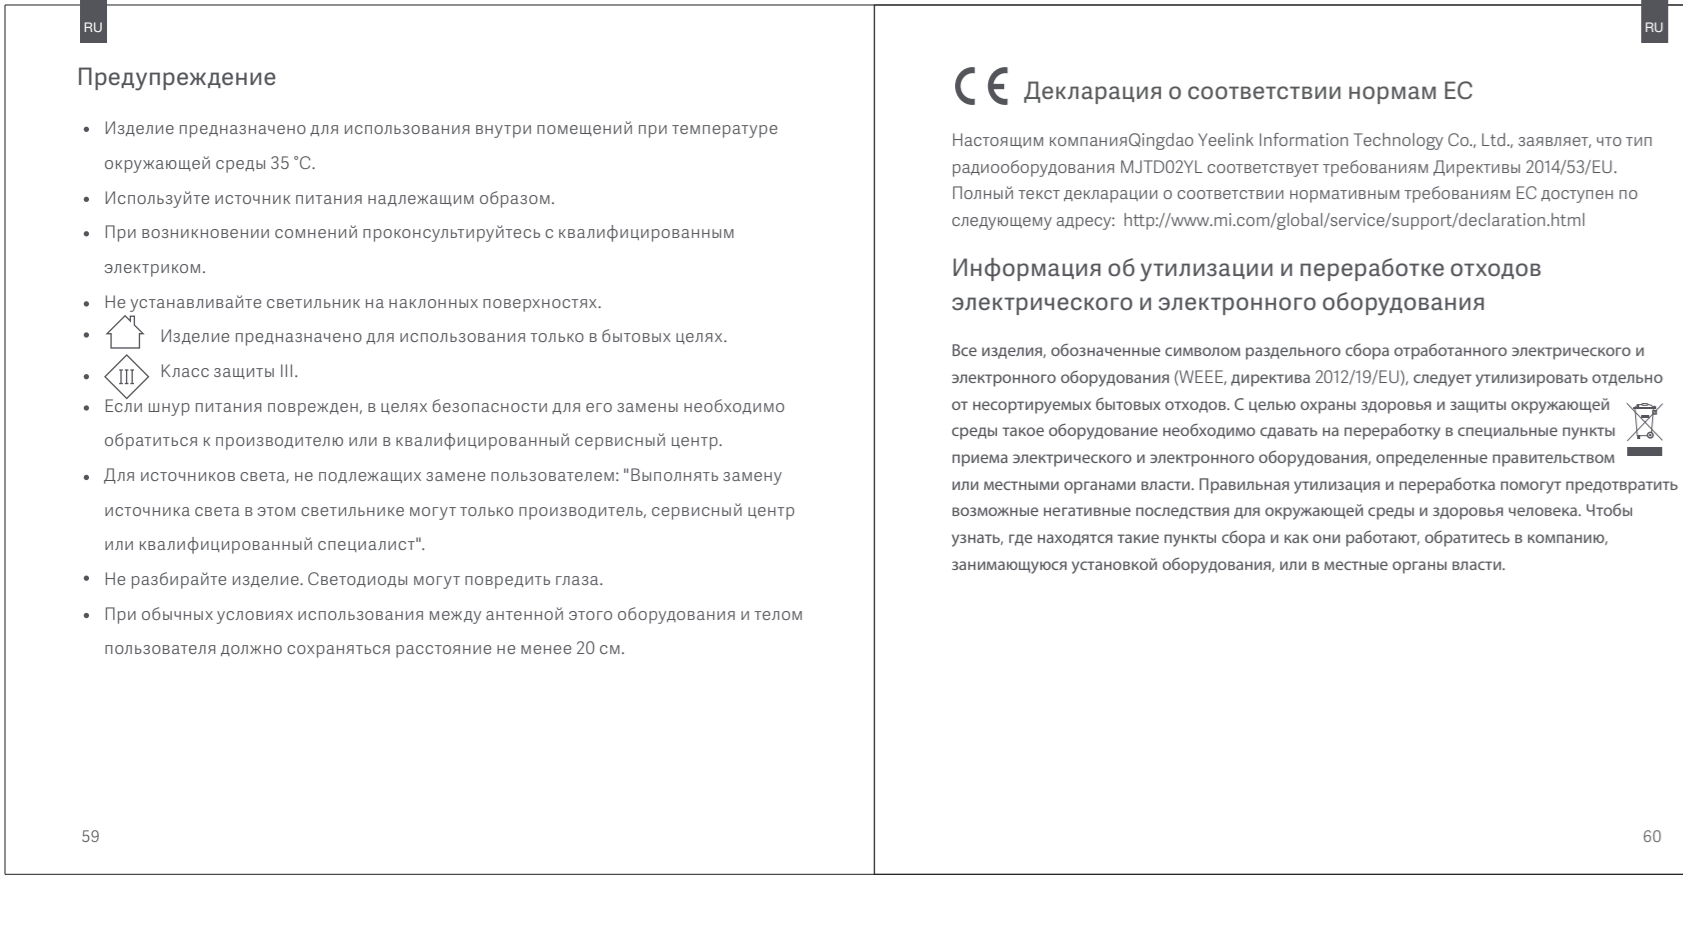 RU
Предупреждение
• Изделие предназначено для использования внутри помещений при температуре
окружающей среды 35 °C.
• Используйте источник питания надлежащим образом.
• При возникновении сомнений проконсультируйтесь с квалифицированным
электриком.
• Не устанавливайте светильник на наклонных поверхностях.
• Изделие предназначено для использования только в бытовых целях.
• III Класс защиты III.
• Если шнур питания поврежден, в целях безопасности для его замены необходимо
обратиться к производителю или в квалифицированный сервисный центр.
• Для источников света, не подлежащих замене пользователем: "Выполнять замену
источника света в этом светильнике могут только производитель, сервисный центр
или квалифицированный специалист".
• Не разбирайте изделие. Светодиоды могут повредить глаза.
• При обычных условиях использования между антенной этого оборудования и телом
пользователя должно сохраняться расстояние не менее 20 см.
59
RU
CE Декларация о соответствии нормам ЕС
Настоящим компанияQingdao Yeelink Information Technology Co., Ltd., заявляет, что тип
радиооборудования MJTD02YL соответствует требованиям Директивы 2014/53/EU.
Полный текст декларации о соответствии нормативным требованиям ЕС доступен по
следующему адресу: http://www.mi.com/global/service/support/declaration.html
Информация об утилизации и переработке отходов
электрического и электронного оборудования
Все изделия, обозначенные символом раздельного сбора отработанного электрического и
электронного оборудования (WEEE, директива 2012/19/EU), следует утилизировать отдельно
от несортируемых бытовых отходов. С целью охраны здоровья и защиты окружающей
среды такое оборудование необходимо сдавать на переработку в специальные пункты
приема электрического и электронного оборудования, определенные правительством
или местными органами власти. Правильная утилизация и переработка помогут предотвратить
возможные негативные последствия для окружающей среды и здоровья человека. Чтобы
узнать, где находятся такие пункты сбора и как они работают, обратитесь в компанию,
занимающуюся установкой оборудования, или в местные органы власти.
60